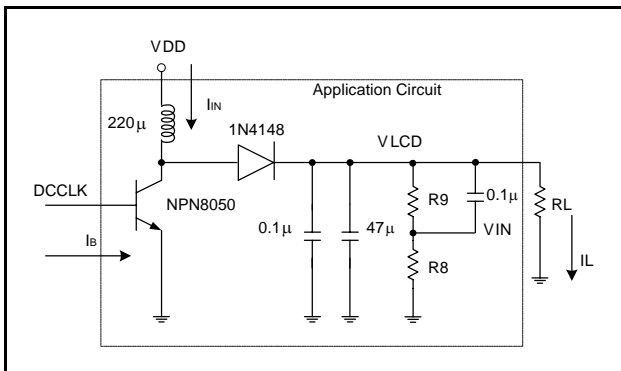 VDD
Application Circuit
IIN
220μ
1N4148
VLCD
DCCLK
NPN8050
R9
0.1μ
RL
0.1μ
47μ
VIN
IB
R8
IL